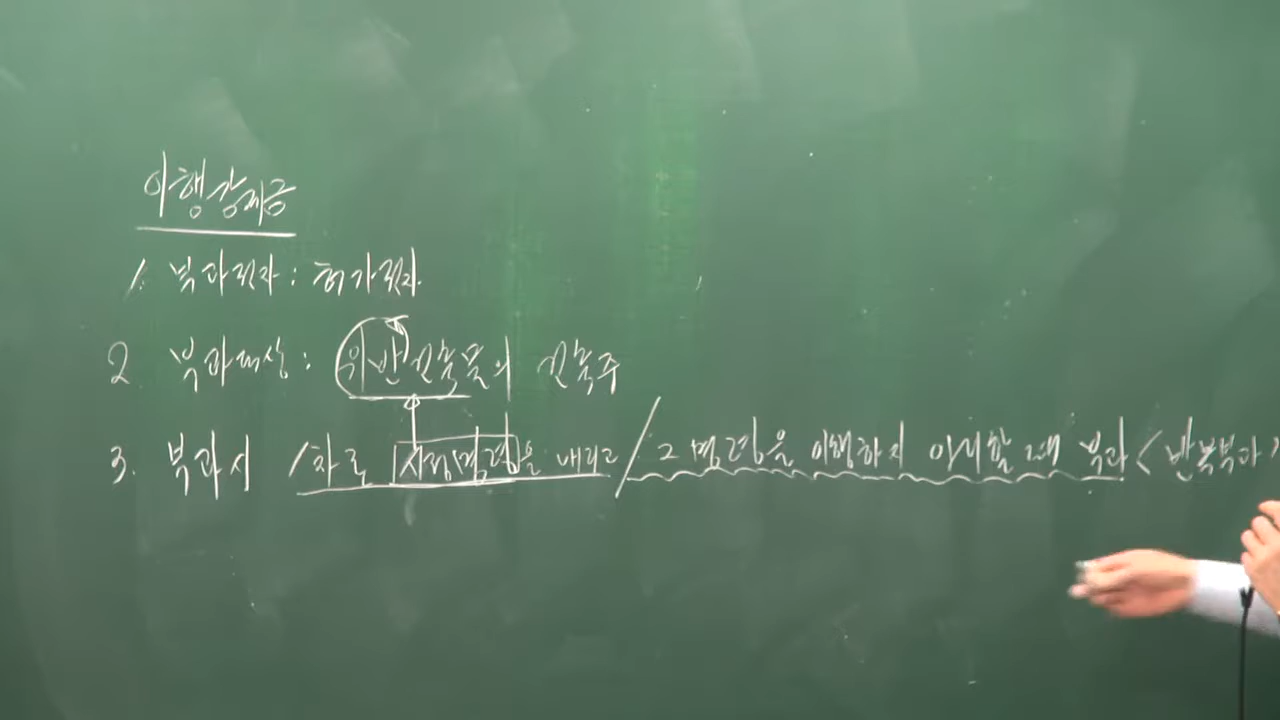 이행강제금
1. 부과권자 : 허가권자
2. 부과대상 : 위반건축물의 건축주
3. 부과시 1차로 시정명령을 내리고 / 그 명령을 이행하지 아니할 때 부과 < 반복부과 >